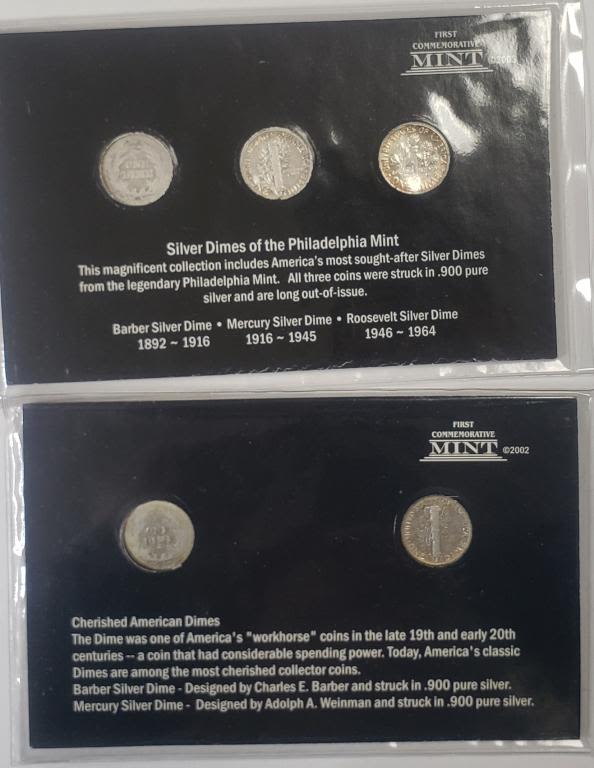 FIRST
COMMEMORATIVE
MINT
Silver Dimes of the Philadelphia Mint
This magnificent collection includes America's most sought-after Silver Dimes
from the legendary Philadelphia Mint. All three coins were struck in .900 pure
silver and are long out-of-issue.
Barber Silver Dime • Mercury Silver Dime • Roosevelt Silver Dime
1892 ~ 1916 1916 ~ 1945 1946 ~ 1964
FIRST
COMMEMORATIVE
MINT ©2002
Cherished American Dimes
The Dime was one of America's "workhorse" coins in the late 19th and early 20th
centuries -- a coin that had considerable spending power. Today, America's classic
Dimes are among the most cherished collector coins.
Barber Silver Dime - Designed by Charles E. Barber and struck in .900 pure silver.
Mercury Silver Dime - Designed by Adolph A. Weinman and struck in .900 pure silver.